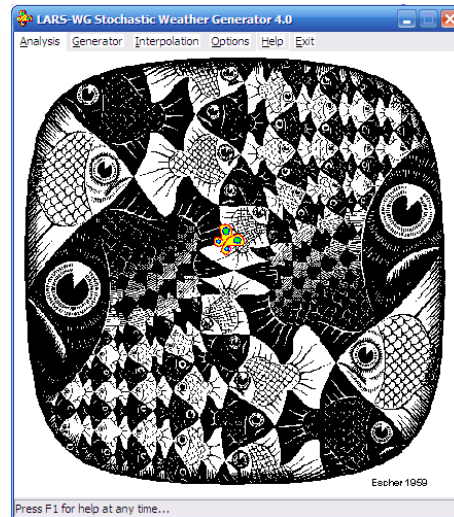 LARS-WG Stochastic Weather Generator 4.0
Analysis Generator Interpolation Options Help Exit
Escher 1959
Press F1 for help at any time...